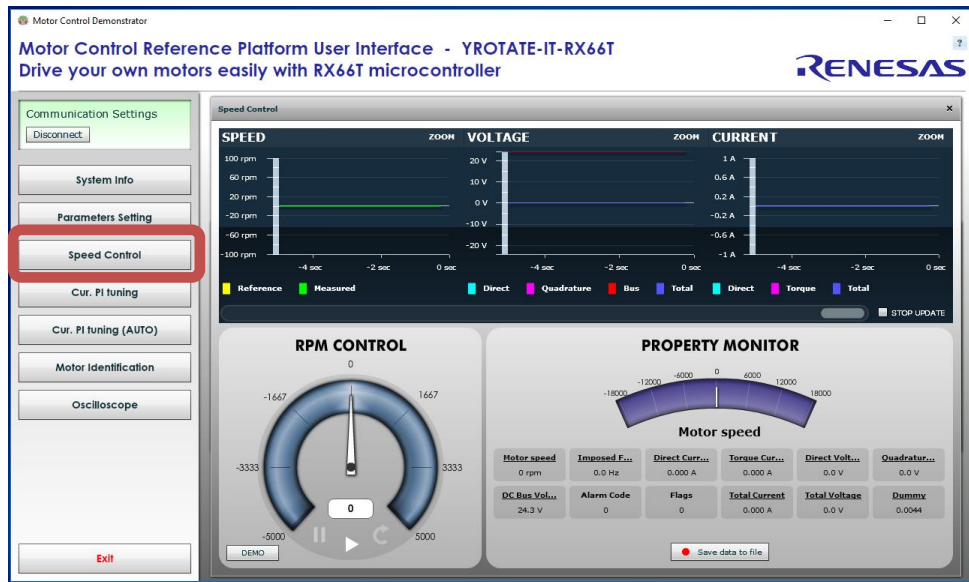 Motor Control Demonstrator
Motor Control Reference Platform User Interface - YROTATE-IT-RX66T
Drive your own motors easily with RX66T microcontroller
?
RENESAS
Communication Settings
Disconnect
System Info
Parameters Setting
Speed Control
Cur. PI tuning
Cur. PI tuning (AUTO)
Motor Identification
Oscilloscope
Exit
Speed Control
SPEED ZOOM
100 rpm
60 rpm
20 rpm
-20 rpm
-60 rpm
-100 rpm
-4 sec -2 sec 0 sec
Reference Measured
VOLTAGE ZOOM
20 V
10 V
0 V
-10 V
-20 V
-4 sec -2 sec 0 sec
Direct Quadrature Bus Total
CURRENT ZOOM
1 A
0.6 A
0.2 A
-0.2 A
-0.6 A
-1 A
-4 sec -2 sec 0 sec
Direct Torque Total
STOP UPDATE
RPM CONTROL
0
-1667 1667
-3333 3333
0
-5000 5000
DEMO
PROPERTY MONITOR
-18000 -12000 -6000 0 6000 12000 18000
Motor speed
Motor speed Imposed F... Direct Curr... Torque Cur... Direct Volt... Quadratur...
0 rpm 0.0 Hz 0.000 A 0.000 A 0.0 V 0.0 V
DC Bus Vol... Alarm Code Flags Total Current Total Voltage Dummy
24.3 V 0 0 0.000 A 0.0 V 0.0044
Save data to file